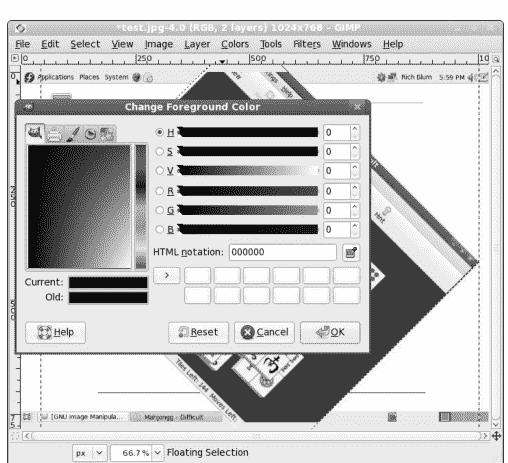 *test.jpg-4.0 (RGB, 2 layers) 1024x768 – GIMP
File Edit Select View Image Layer Colors Tools Filters Windows Help
0 250 500 750 10
Applications Places System Rich Blum 5:59 PM
Change Foreground Color
H 0
S 0
V 0
R 0
G 0
B 0
HTML notation: 000000
>
Current:
Old:
Help Reset Cancel OK
Hint
Tiles Left: 144 Moves Left:
[GNU Image Manipula... Mahjongg - Difficult
px 66.7% Floating Selection